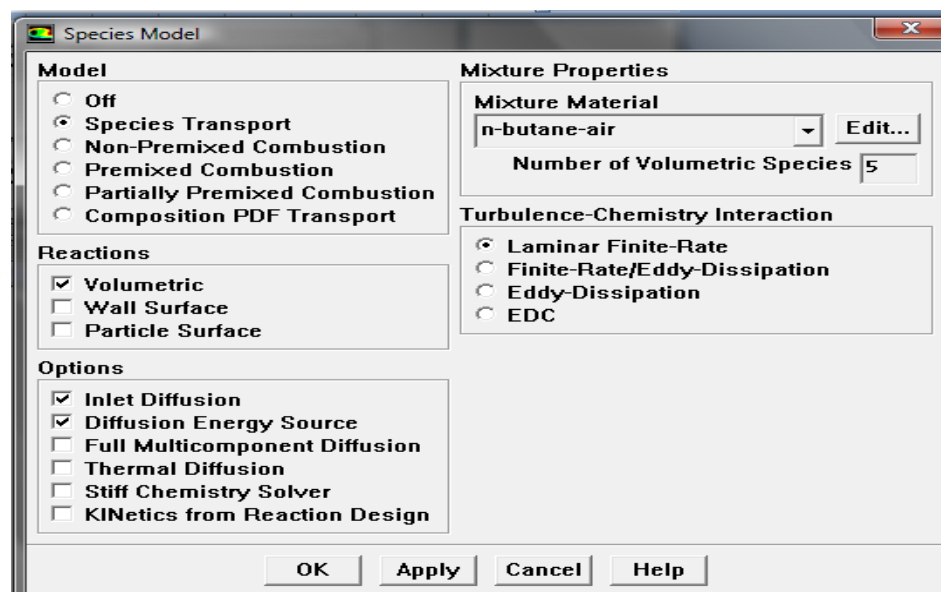 Species Model
Model
Off
Species Transport
Non-Premixed Combustion
Premixed Combustion
Partially Premixed Combustion
Composition PDF Transport
Reactions
Volumetric
Wall Surface
Particle Surface
Options
Inlet Diffusion
Diffusion Energy Source
Full Multicomponent Diffusion
Thermal Diffusion
Stiff Chemistry Solver
KINetics from Reaction Design
Mixture Properties
Mixture Material
n-butane-air Edit...
Number of Volumetric Species 5
Turbulence-Chemistry Interaction
Laminar Finite-Rate
Finite-Rate/Eddy-Dissipation
Eddy-Dissipation
EDC
OK Apply Cancel Help